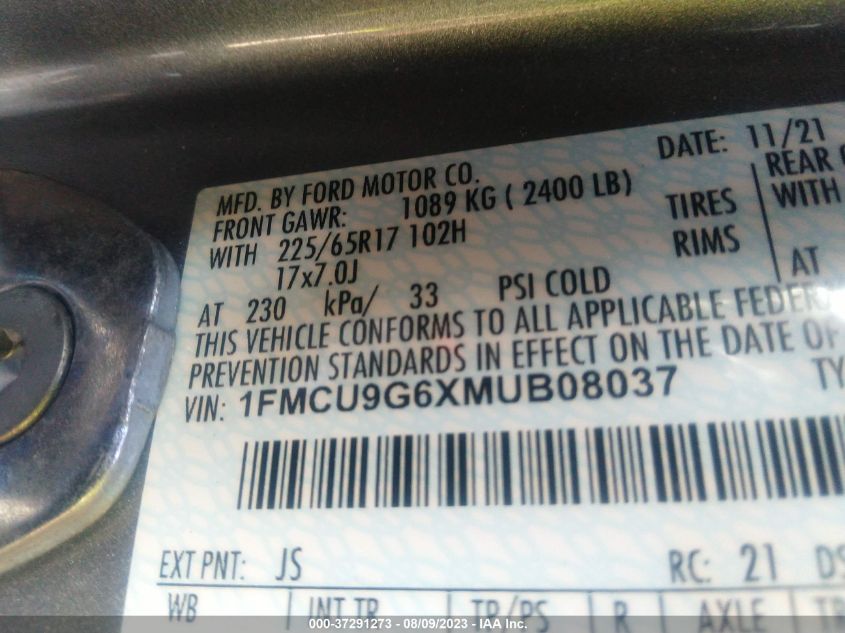 DATE: 11/21
MFD. BY FORD MOTOR CO.
FRONT GAWR: 1089 KG ( 2400 LB) REAR
WITH 225/65R17 102H TIRES WITH
17x7.0J RIMS
AT 230 kPa/ 33 PSI COLD AT
THIS VEHICLE CONFORMS TO ALL APPLICABLE
PREVENTION STANDARDS IN EFFECT ON THE DATE OF
VIN: 1FMCU9G6XMUB08037
EXT PNT: JS RC: 21
WB INT TR TP/PS R AXLE TR
000-37291273 — 08/09/2023 — IAA Inc.